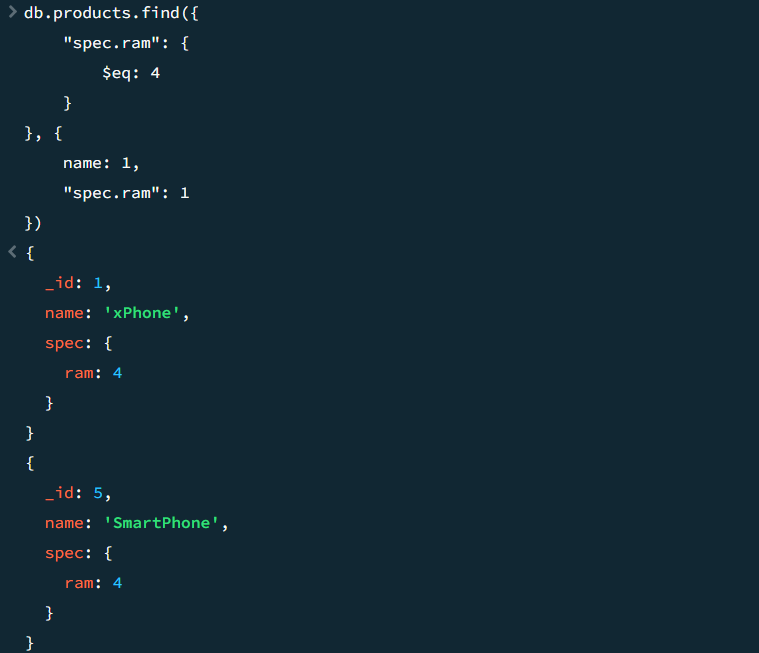 > db.products.find({
"spec.ram": {
$eq: 4
}
}, {
name: 1,
"spec.ram": 1
})
< {
_id: 1,
name: 'xPhone',
spec: {
ram: 4
}
}
{
_id: 5,
name: 'SmartPhone',
spec: {
ram: 4
}
}